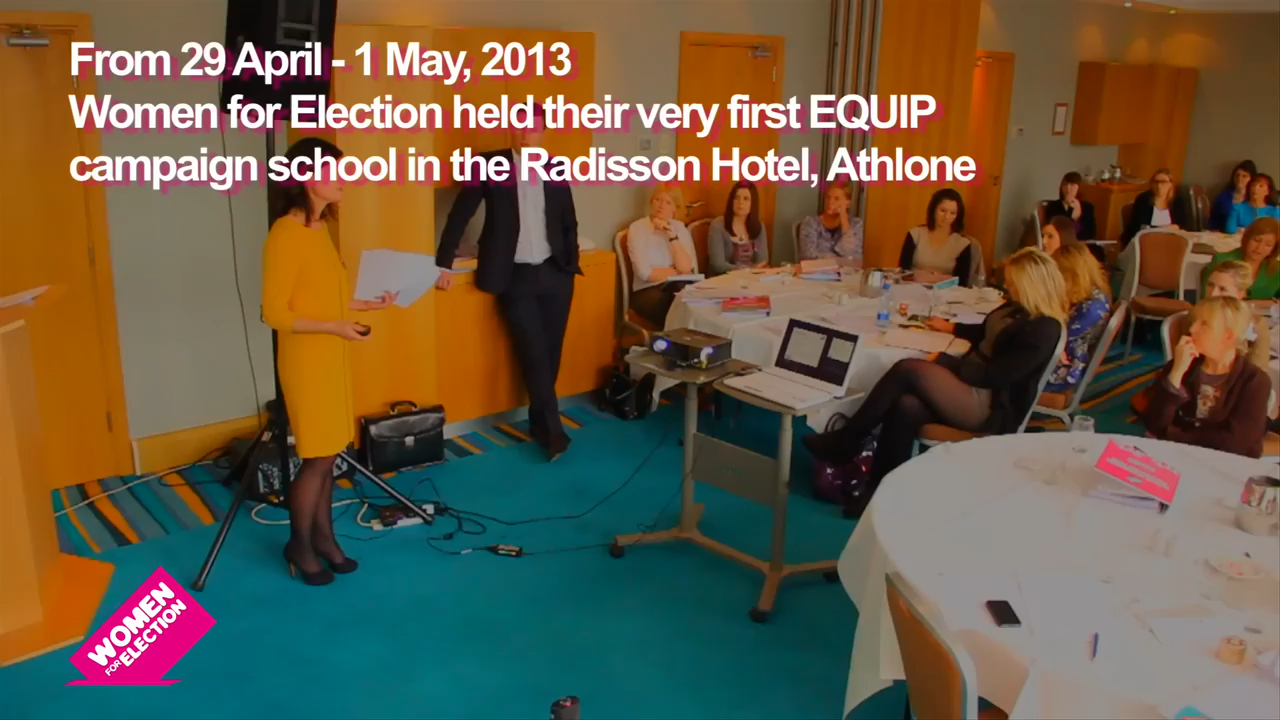 From 29 April - 1 May, 2013
Women for Election held their very first EQUIP
campaign school in the Radisson Hotel, Athlone
WOMEN
FOR ELECTION